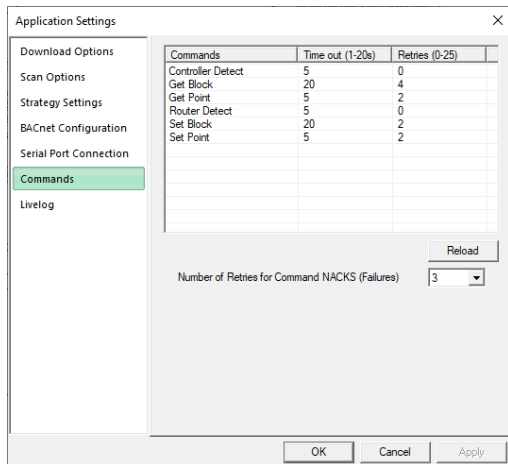 Application Settings
Download Options
Scan Options
Strategy Settings
BACnet Configuration
Serial Port Connection
Commands
Livelog
Commands Time out (1-20s) Retries (0-25)
Controller Detect 5 0
Get Block 20 4
Get Point 5 2
Router Detect 5 0
Set Block 20 2
Set Point 5 2
Reload
Number of Retries for Command NACKS (Failures) 3
OK Cancel Apply